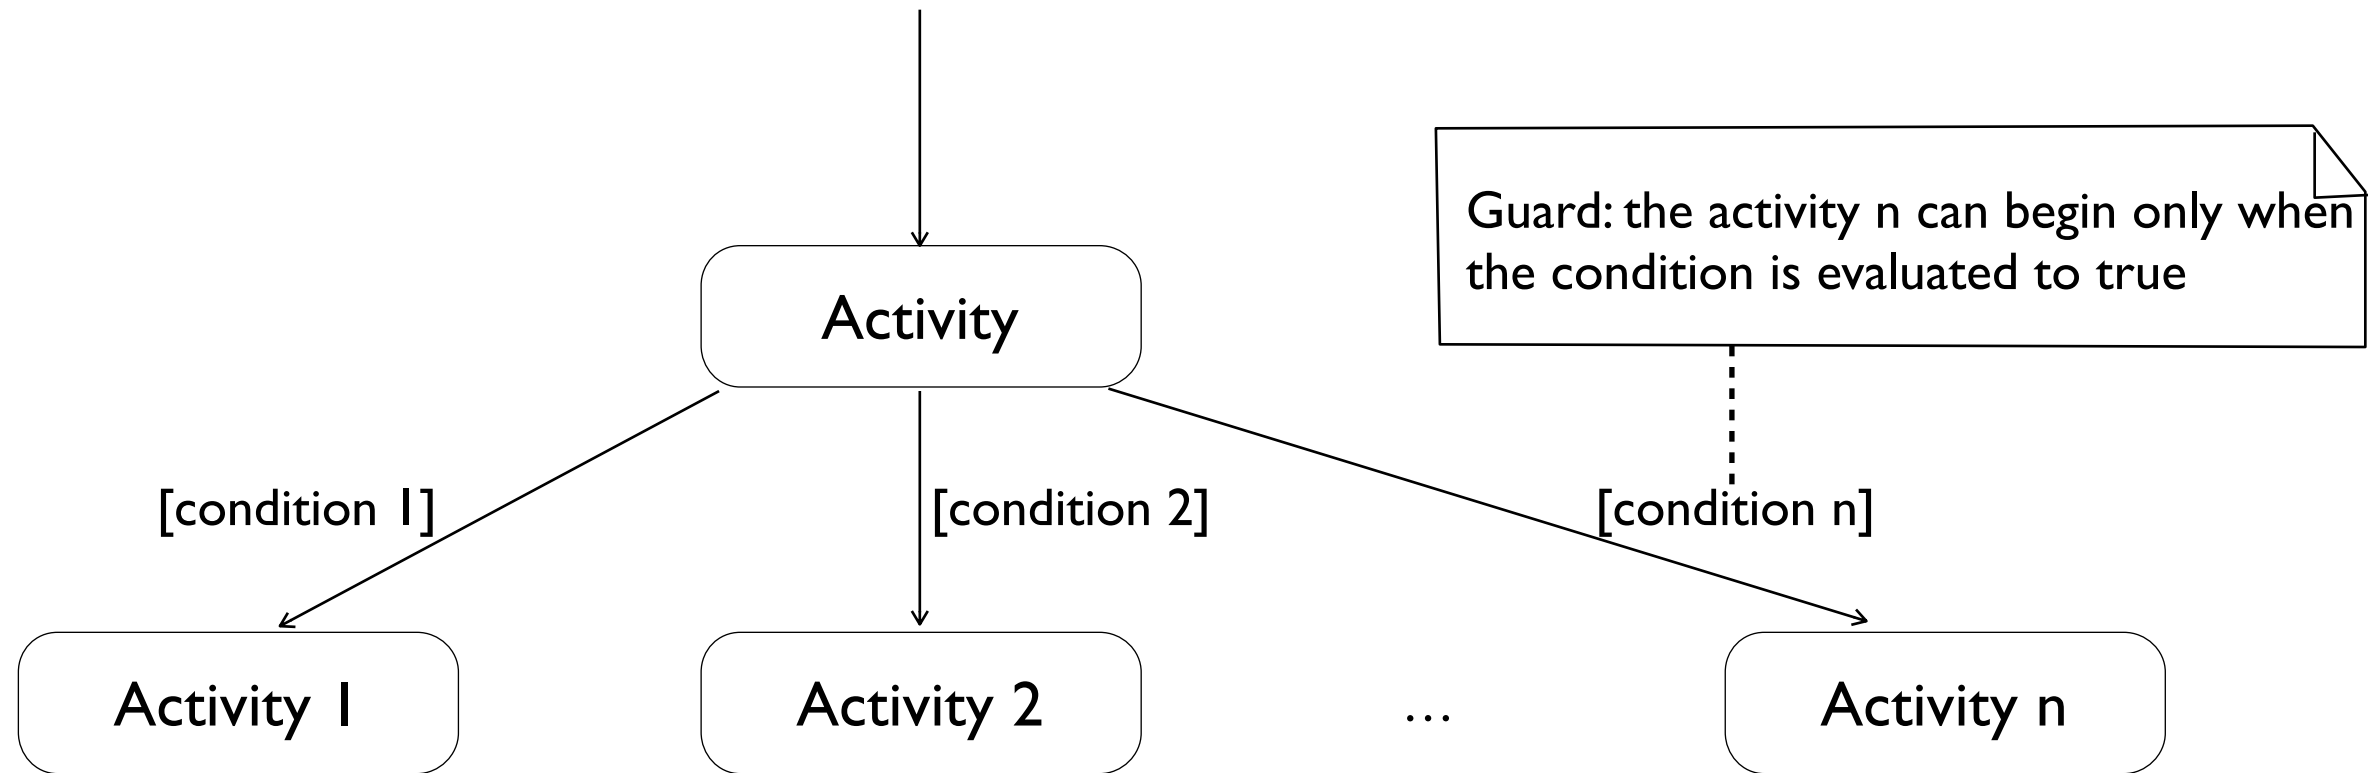 Guard: the activity n can begin only when
the condition is evaluated to true
Activity
[condition 1]
[condition 2]
[condition n]
Activity 1
Activity 2
…
Activity n